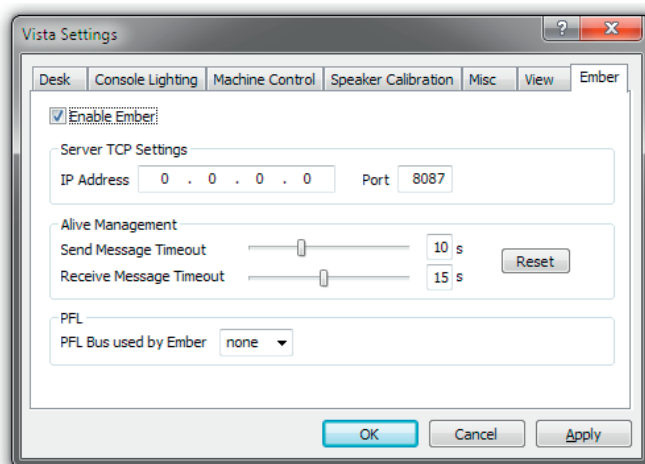 Vista Settings
?
Desk Console Lighting Machine Control Speaker Calibration Misc View Ember
Enable Ember
Server TCP Settings
IP Address 0 . 0 . 0 . 0 Port 8087
Alive Management
Send Message Timeout 10 s
Receive Message Timeout 15 s
Reset
PFL
PFL Bus used by Ember none
OK Cancel Apply